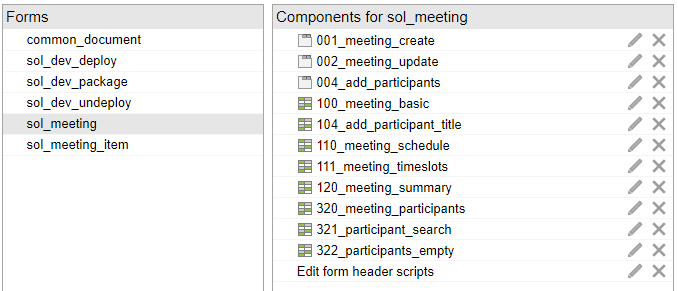 Forms
common_document
sol_dev_deploy
sol_dev_package
sol_dev_undeploy
sol_meeting
sol_meeting_item
Components for sol_meeting
001_meeting_create
002_meeting_update
004_add_participants
100_meeting_basic
104_add_participant_title
110_meeting_schedule
111_meeting_timeslots
120_meeting_summary
320_meeting_participants
321_participant_search
322_participants_empty
Edit form header scripts